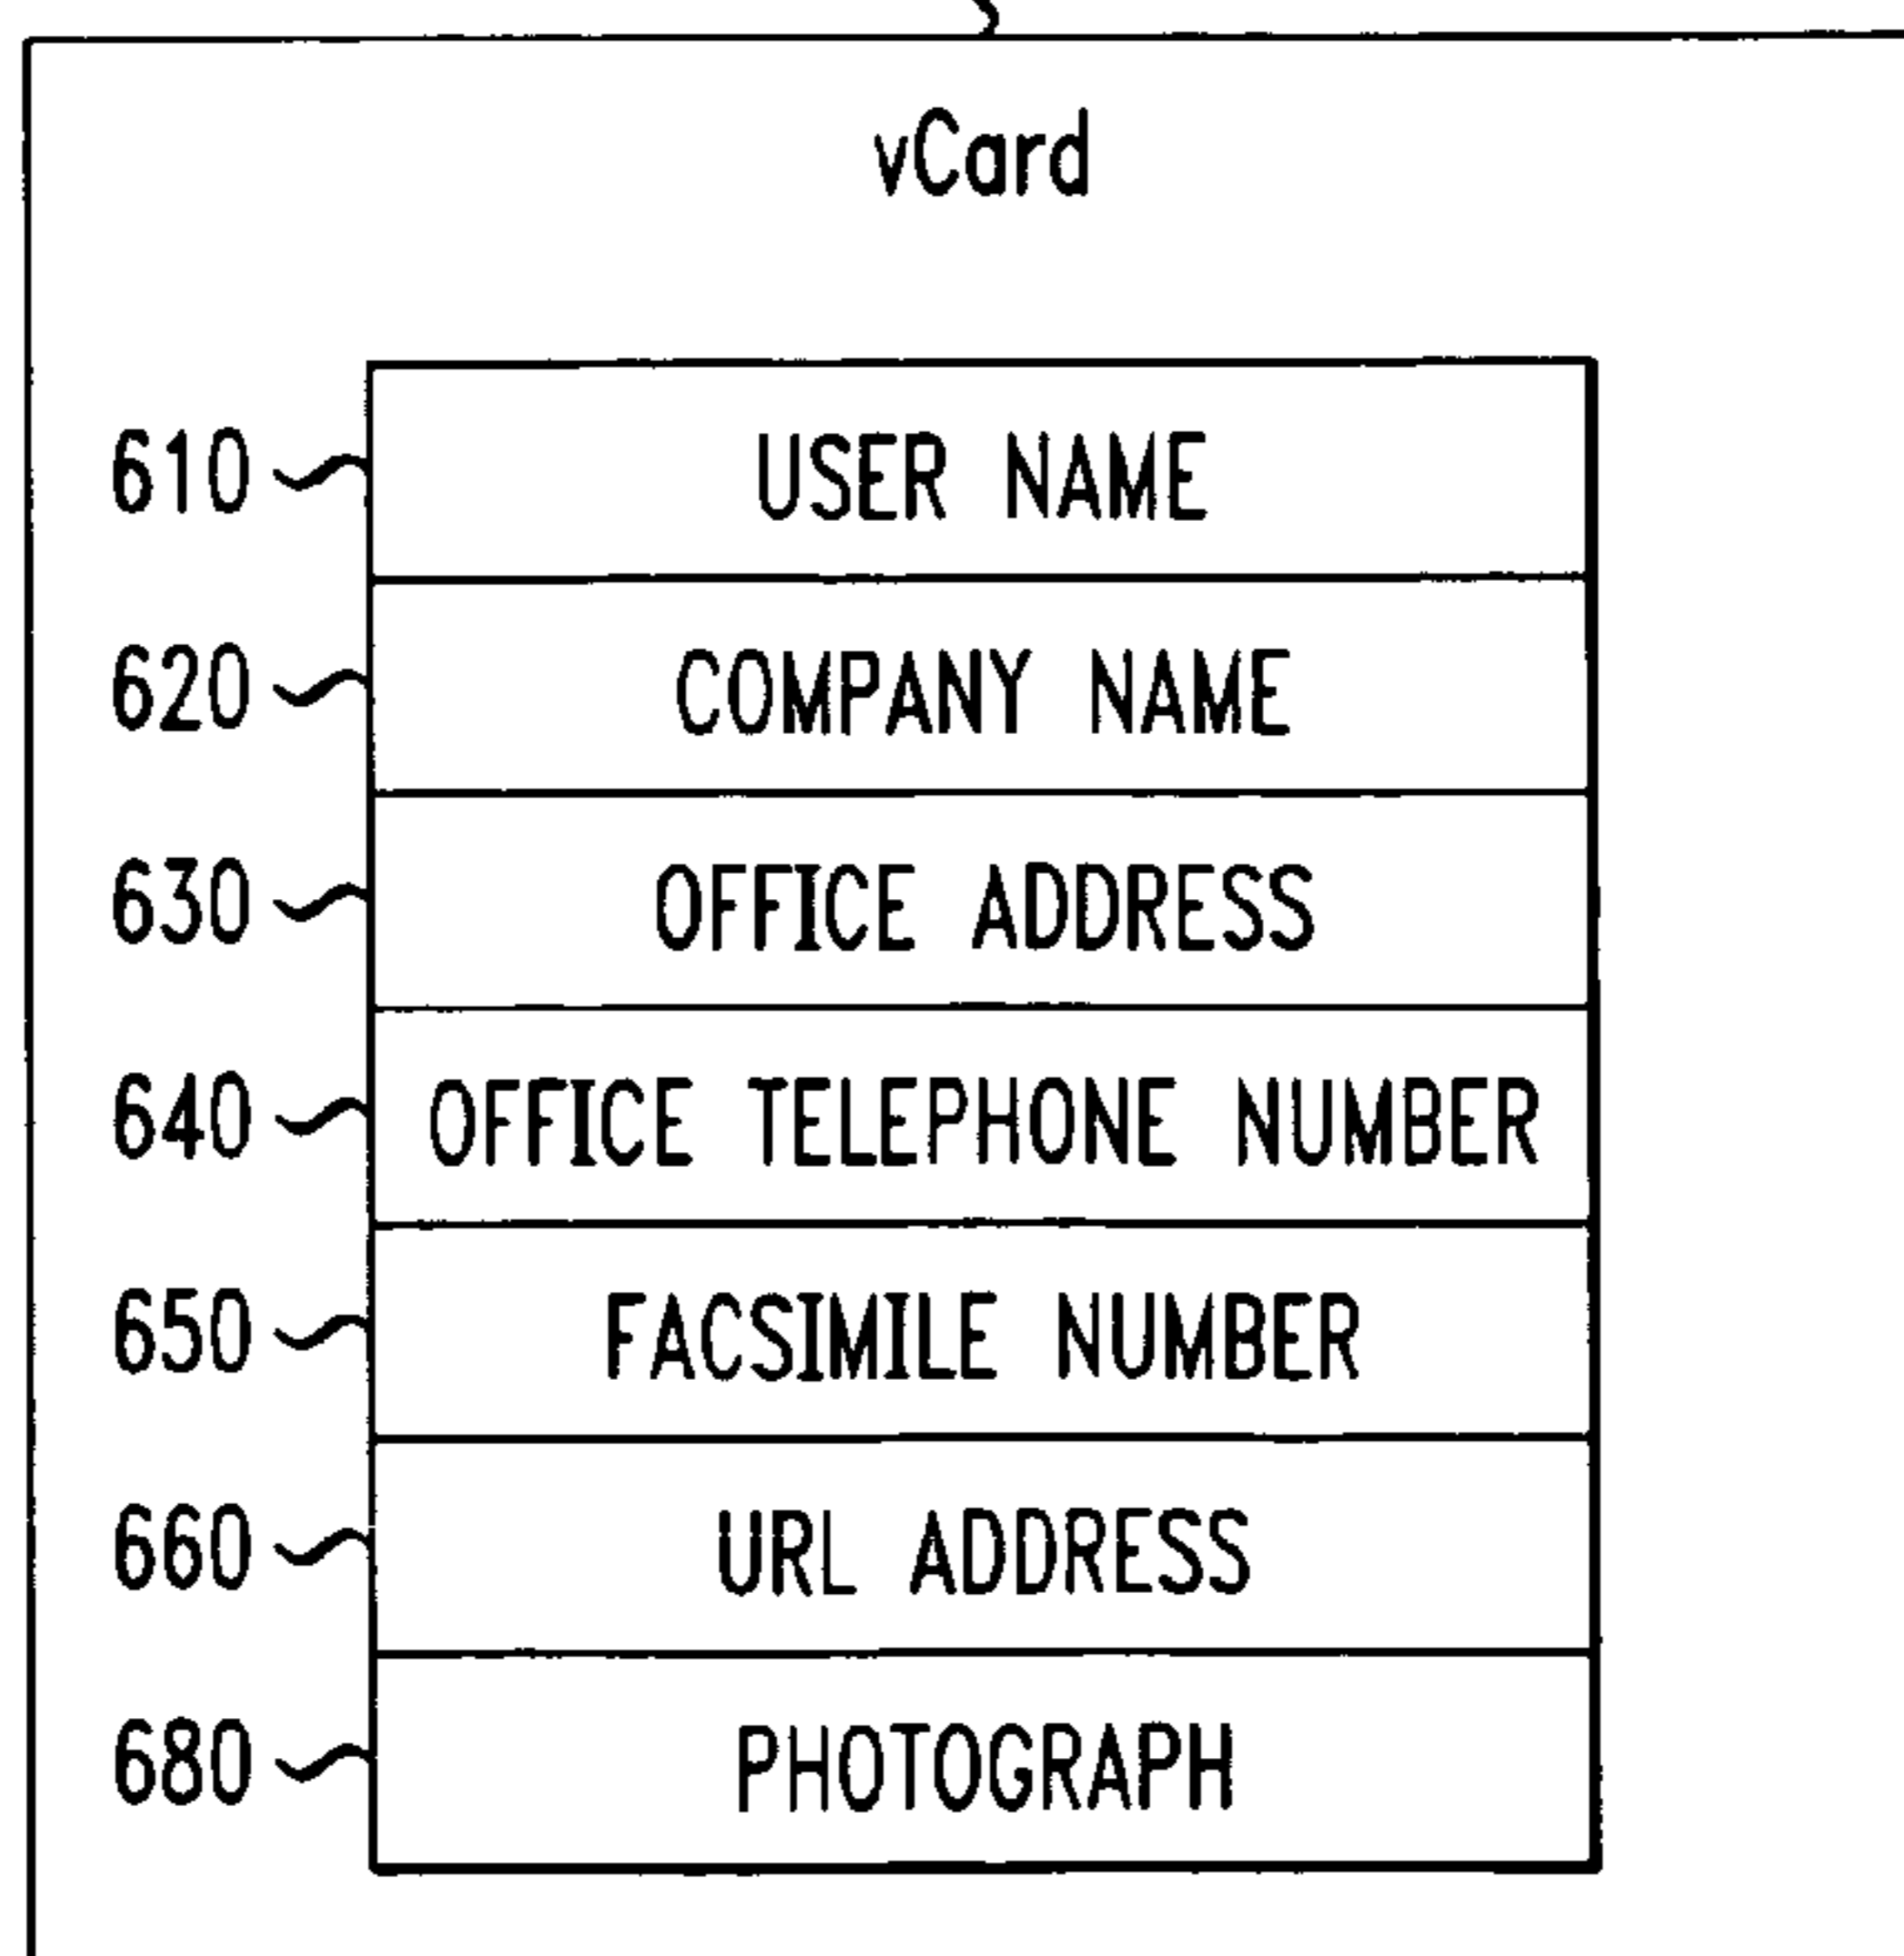 vCard
610 USER NAME
620 COMPANY NAME
630 OFFICE ADDRESS
640 OFFICE TELEPHONE NUMBER
650 FACSIMILE NUMBER
660 URL ADDRESS
680 PHOTOGRAPH